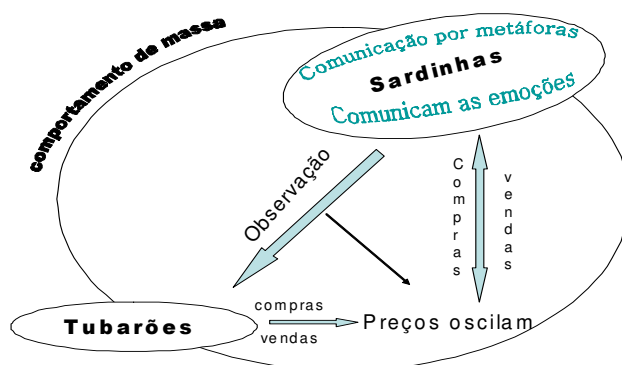 comportamento de massa
Comunicação por metáforas
Sardinhas
Comunicam as emoções
Observação
Compras
vendas
Tubarões
compras
vendas
Preços oscilam